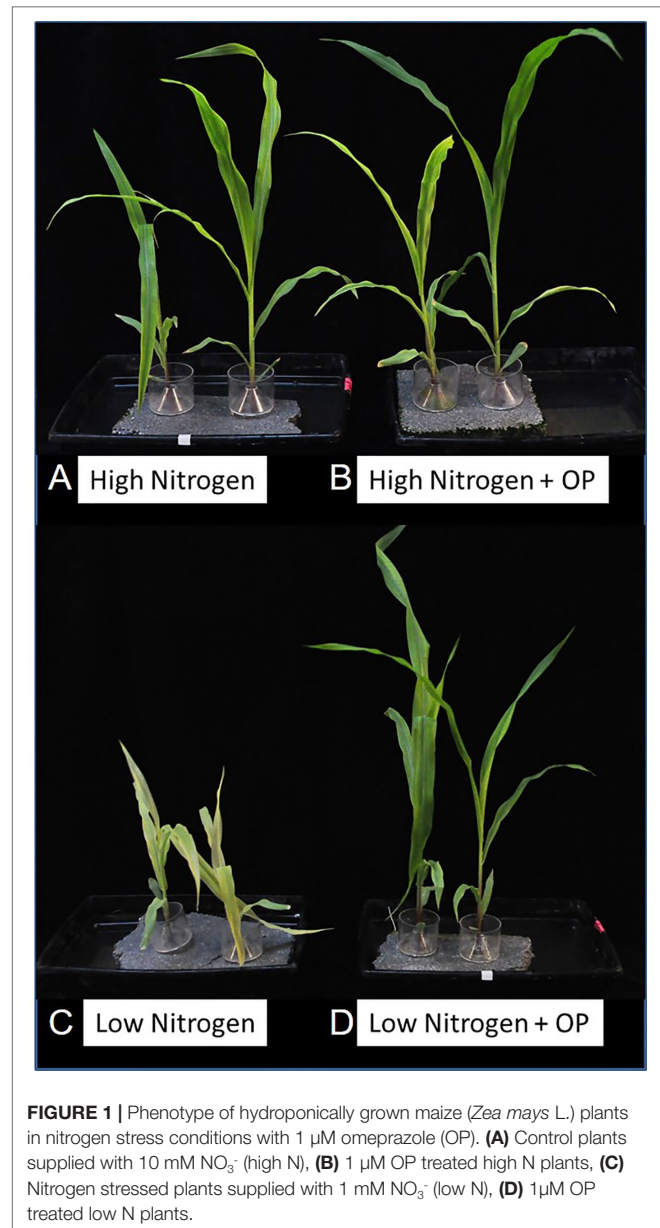 A High Nitrogen
B High Nitrogen + OP
C Low Nitrogen
D Low Nitrogen + OP
FIGURE 1 | Phenotype of hydroponically grown maize (Zea mays L.) plants
in nitrogen stress conditions with 1 μM omeprazole (OP). (A) Control plants
supplied with 10 mM NO₃⁻ (high N), (B) 1 μM OP treated high N plants, (C)
Nitrogen stressed plants supplied with 1 mM NO₃⁻ (low N), (D) 1μM OP
treated low N plants.